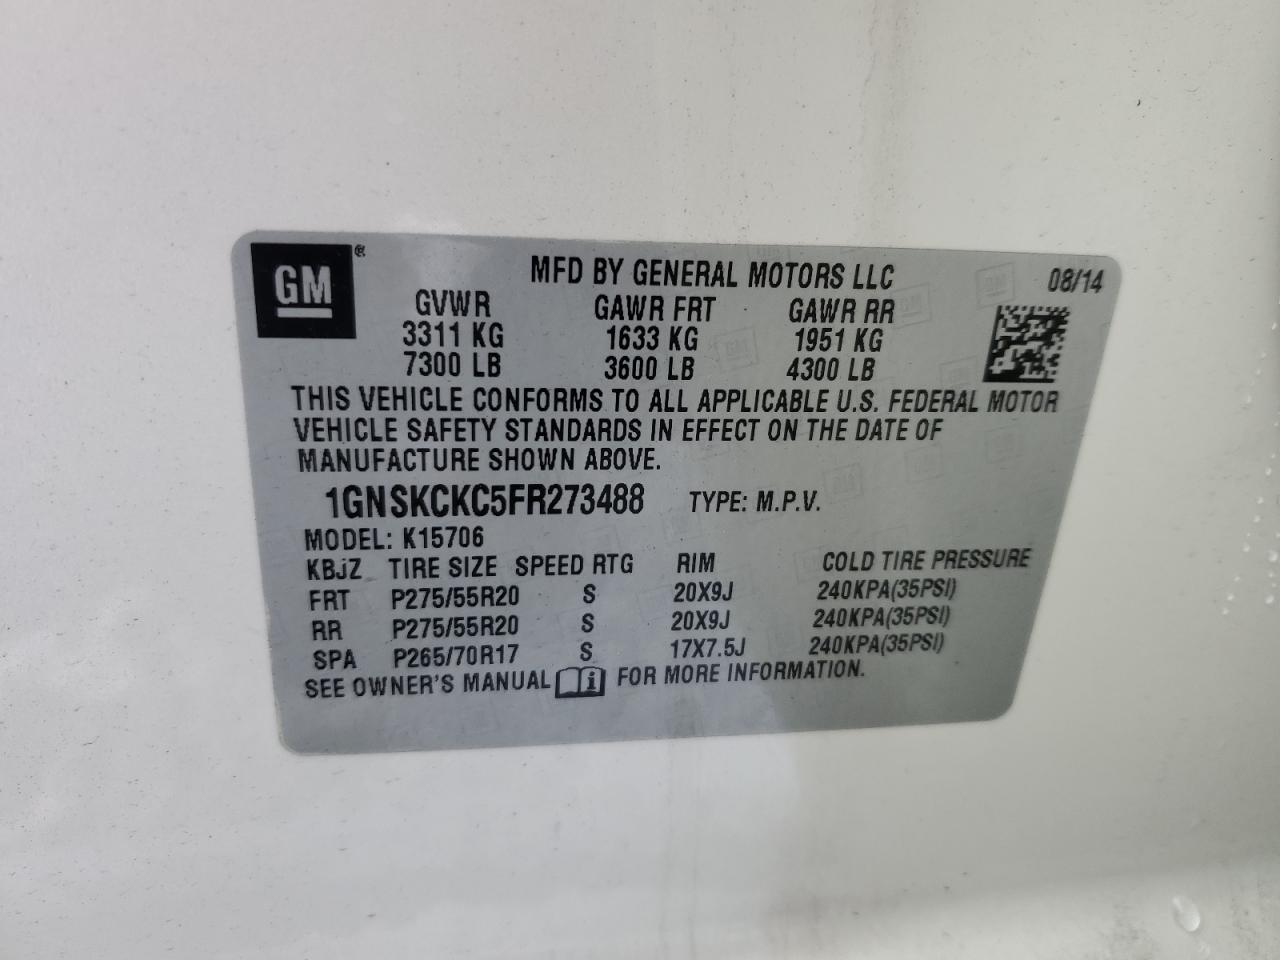 GM ®
MFD BY GENERAL MOTORS LLC 08/14
GVWR GAWR FRT GAWR RR
3311 KG 1633 KG 1951 KG
7300 LB 3600 LB 4300 LB
THIS VEHICLE CONFORMS TO ALL APPLICABLE U.S. FEDERAL MOTOR
VEHICLE SAFETY STANDARDS IN EFFECT ON THE DATE OF
MANUFACTURE SHOWN ABOVE.
1GNSKCKC5FR273488 TYPE: M.P.V.
MODEL: K15706
KBJZ TIRE SIZE SPEED RTG RIM COLD TIRE PRESSURE
FRT P275/55R20 S 20X9J 240KPA(35PSI)
RR P275/55R20 S 20X9J 240KPA(35PSI)
SPA P265/70R17 S 17X7.5J 240KPA(35PSI)
SEE OWNER'S MANUAL i FOR MORE INFORMATION.